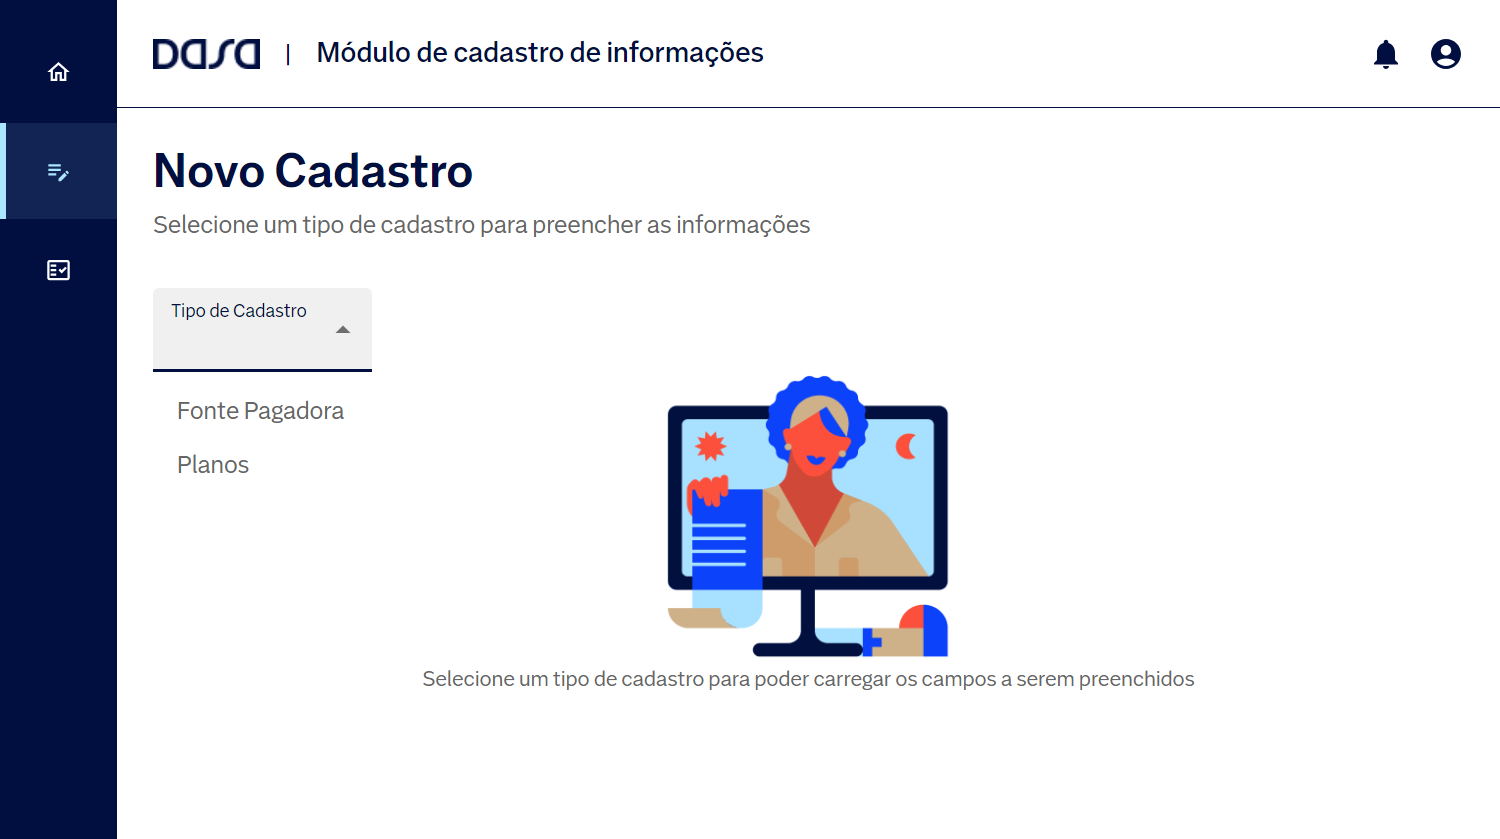 Dasa | Módulo de cadastro de informações
Novo Cadastro
Selecione um tipo de cadastro para preencher as informações
Tipo de Cadastro
Fonte Pagadora
Planos
Selecione um tipo de cadastro para poder carregar os campos a serem preenchidos